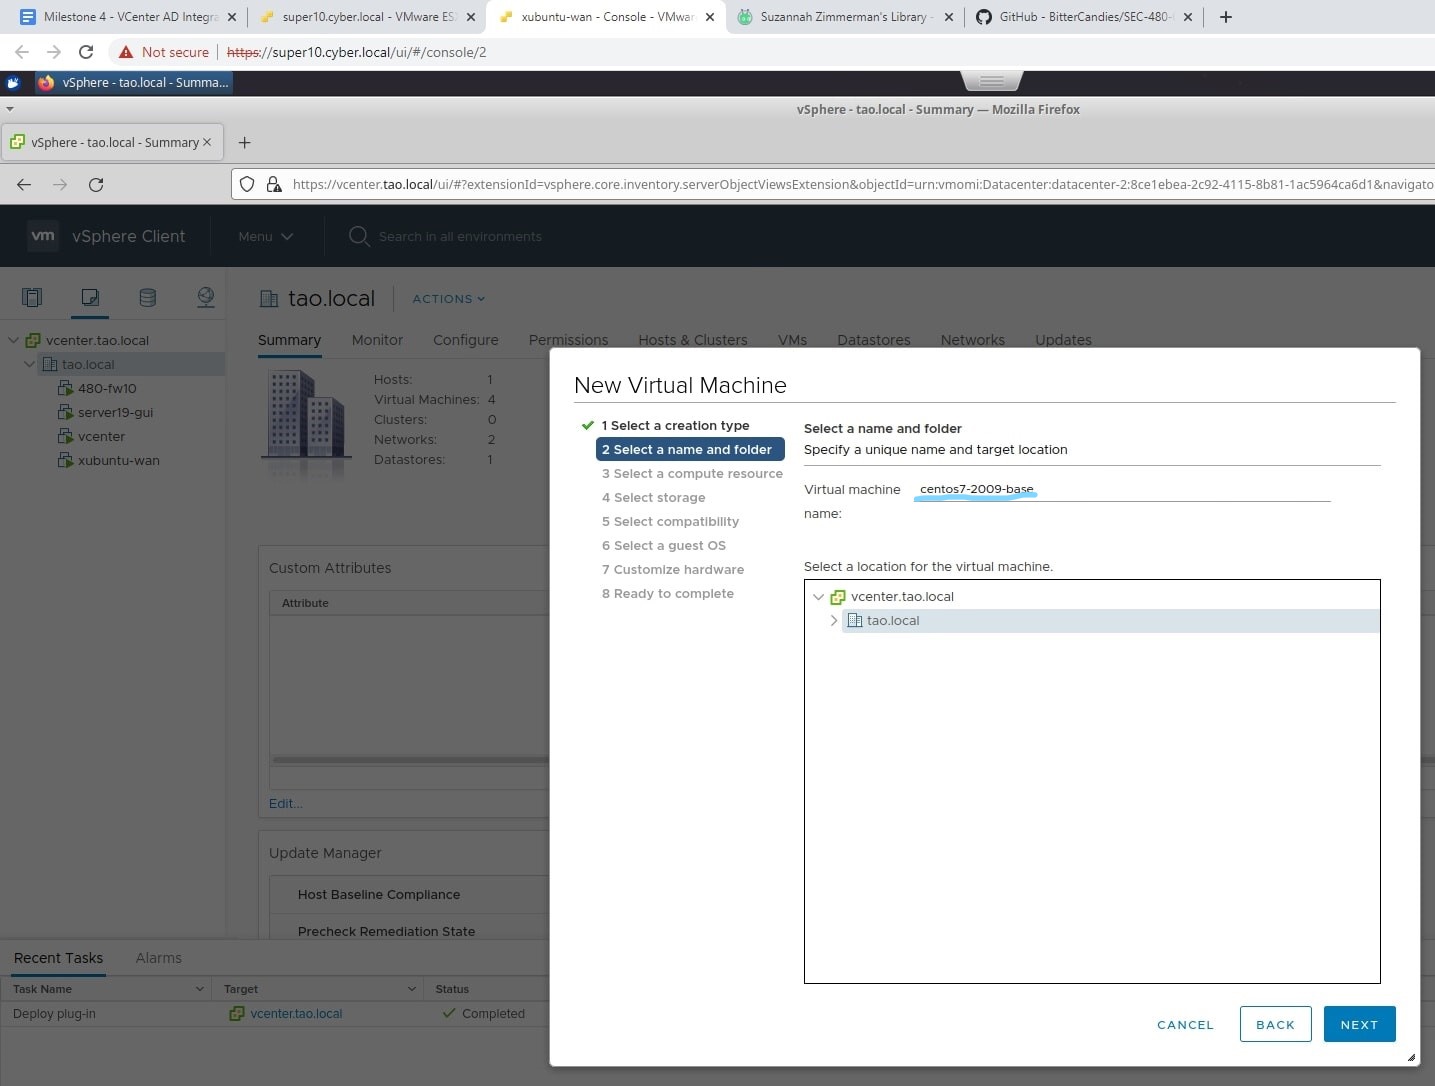 Milestone 4 - VCenter AD Integra
super10.cyber.local - VMware ES
xubuntu-wan - Console - VMwar
Suzannah Zimmerman's Library -
GitHub - BitterCandies/SEC-480-
Not secure
https://super10.cyber.local/ui/#/console/2
vSphere - tao.local - Summa...
vSphere - tao.local - Summary — Mozilla Firefox
vSphere - tao.local - Summary
https://vcenter.tao.local/ui/#?extensionId=vsphere.core.inventory.serverObjectViewsExtension&objectId=urn:vmomi:Datacenter:datacenter-2:8ce1ebea-2c92-4115-8b81-1ac5964ca6d1&navigato
vm vSphere Client
Menu
Search in all environments
vcenter.tao.local
tao.local
480-fw10
server19-gui
vcenter
xubuntu-wan
tao.local
ACTIONS
Summary Monitor Configure Permissions Hosts & Clusters VMs Datastores Networks Updates
Hosts: 1
Virtual Machines: 4
Clusters: 0
Networks: 2
Datastores: 1
Custom Attributes
Attribute
Edit...
Update Manager
Host Baseline Compliance
Precheck Remediation State
New Virtual Machine
1 Select a creation type
2 Select a name and folder
3 Select a compute resource
4 Select storage
5 Select compatibility
6 Select a guest OS
7 Customize hardware
8 Ready to complete
Select a name and folder
Specify a unique name and target location
Virtual machine name: centos7-2009-base
Select a location for the virtual machine.
vcenter.tao.local
tao.local
CANCEL BACK NEXT
Recent Tasks Alarms
Task Name Target Status
Deploy plug-in vcenter.tao.local Completed